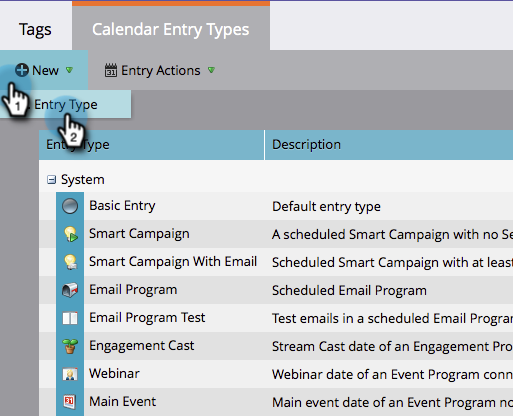 Tags Calendar Entry Types
New Entry Actions
1 Entry Type
2
Entry Type Description
System
Basic Entry Default entry type
Smart Campaign A scheduled Smart Campaign with no Se
Smart Campaign With Email Scheduled Smart Campaign with at least
Email Program Scheduled Email Program
Email Program Test Test emails in a scheduled Email Program
Engagement Cast Stream Cast date of an Engagement Pro
Webinar Webinar date of an Event Program conn
Main Event Main event date of an Event Program no